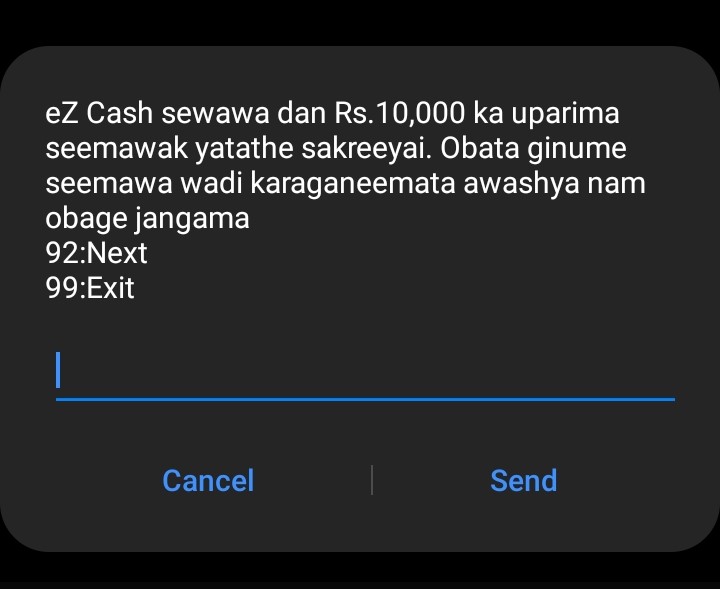 eZ Cash sewawa dan Rs.10,000 ka uparima
seemawak yatathe sakreeyai. Obata ginume
seemawa wadi karaganeemata awashya nam
obage jangama
92:Next
99:Exit
Cancel
Send